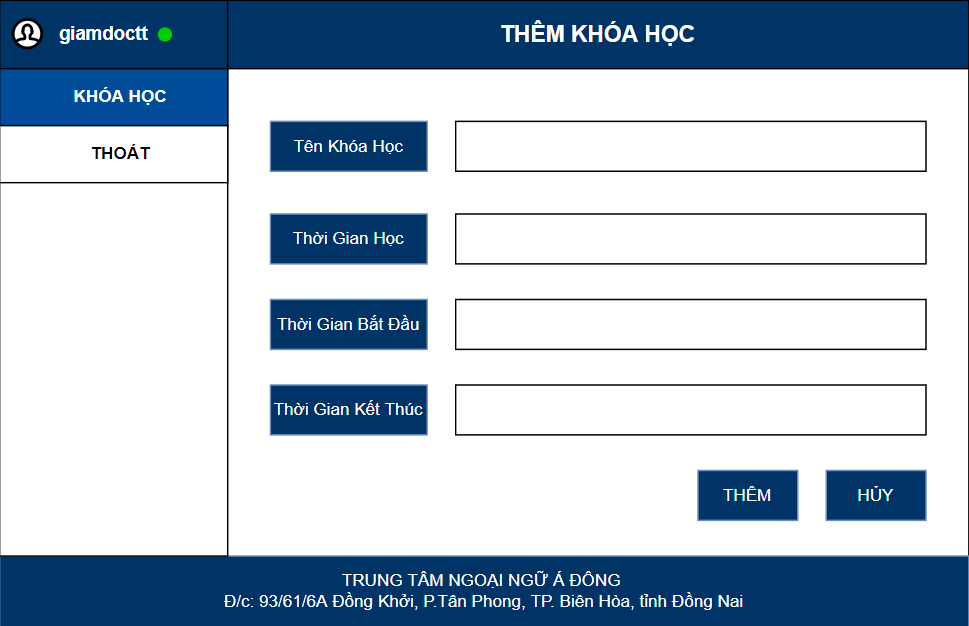 giamdoctt
THÊM KHÓA HỌC
KHÓA HỌC
THOÁT
Tên Khóa Học
Thời Gian Học
Thời Gian Bắt Đầu
Thời Gian Kết Thúc
THÊM
HỦY
TRUNG TÂM NGOẠI NGỮ Á ĐÔNG
Đ/c: 93/61/6A Đồng Khởi, P.Tân Phong, TP. Biên Hòa, tỉnh Đồng Nai